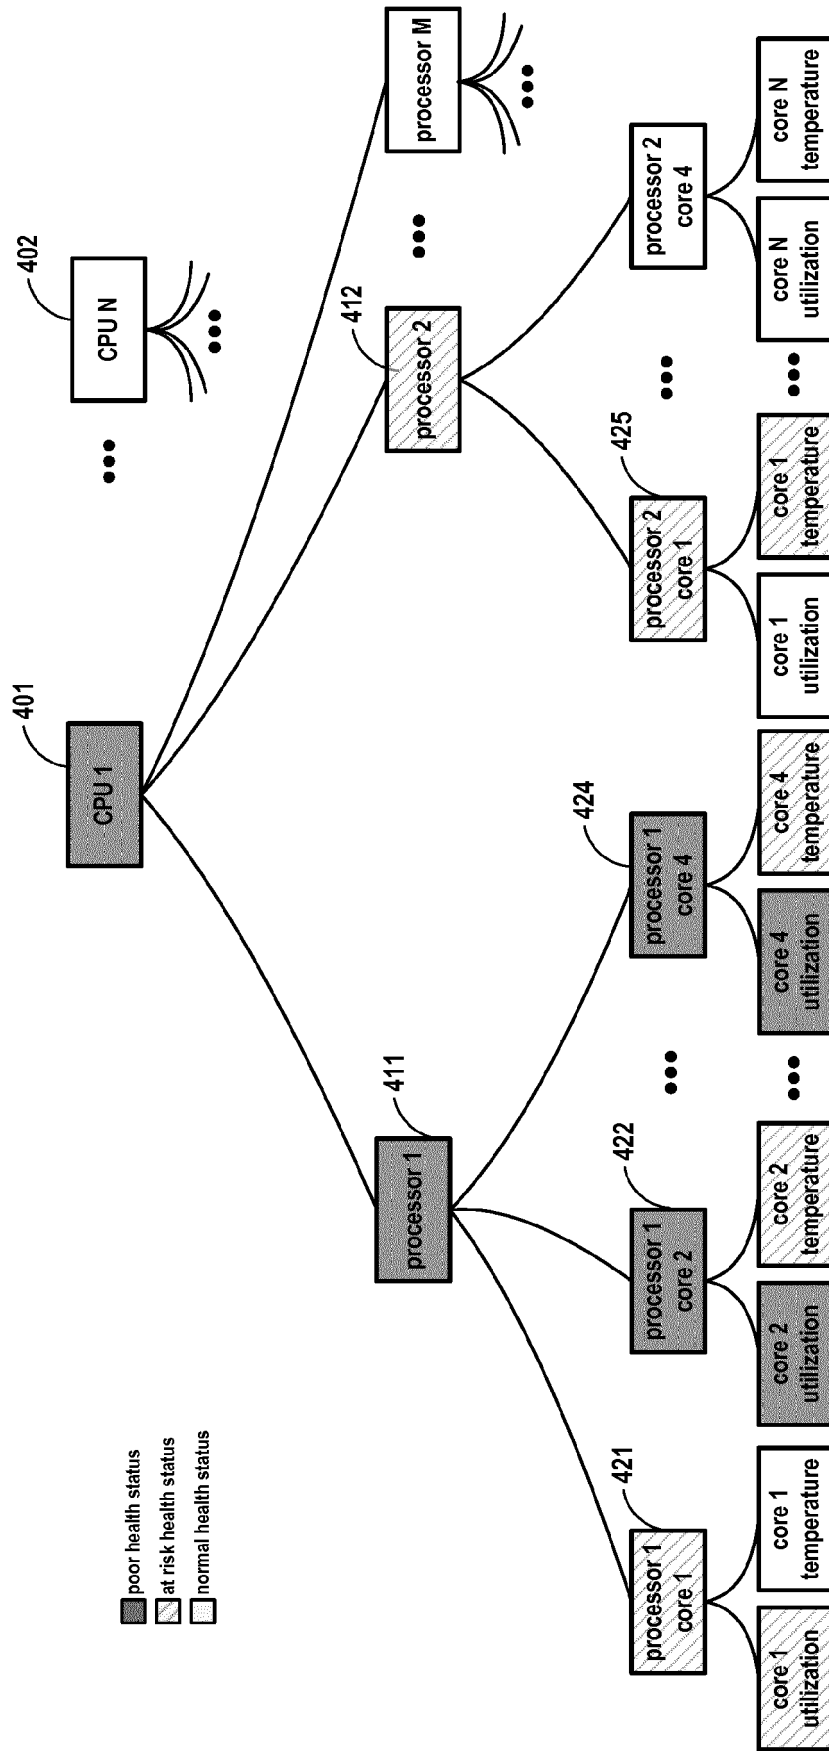 poor health status
at risk health status
normal health status
401
CPU 1
402
CPU N
411
processor 1
412
processor 2
processor M
421
processor 1
core 1
422
processor 1
core 2
424
processor 1
core 4
425
processor 2
core 1
processor 2
core 4
core 1
utilization
core 1
temperature
core 2
utilization
core 2
temperature
core 4
utilization
core 4
temperature
core 1
utilization
core 1
temperature
core N
utilization
core N
temperature